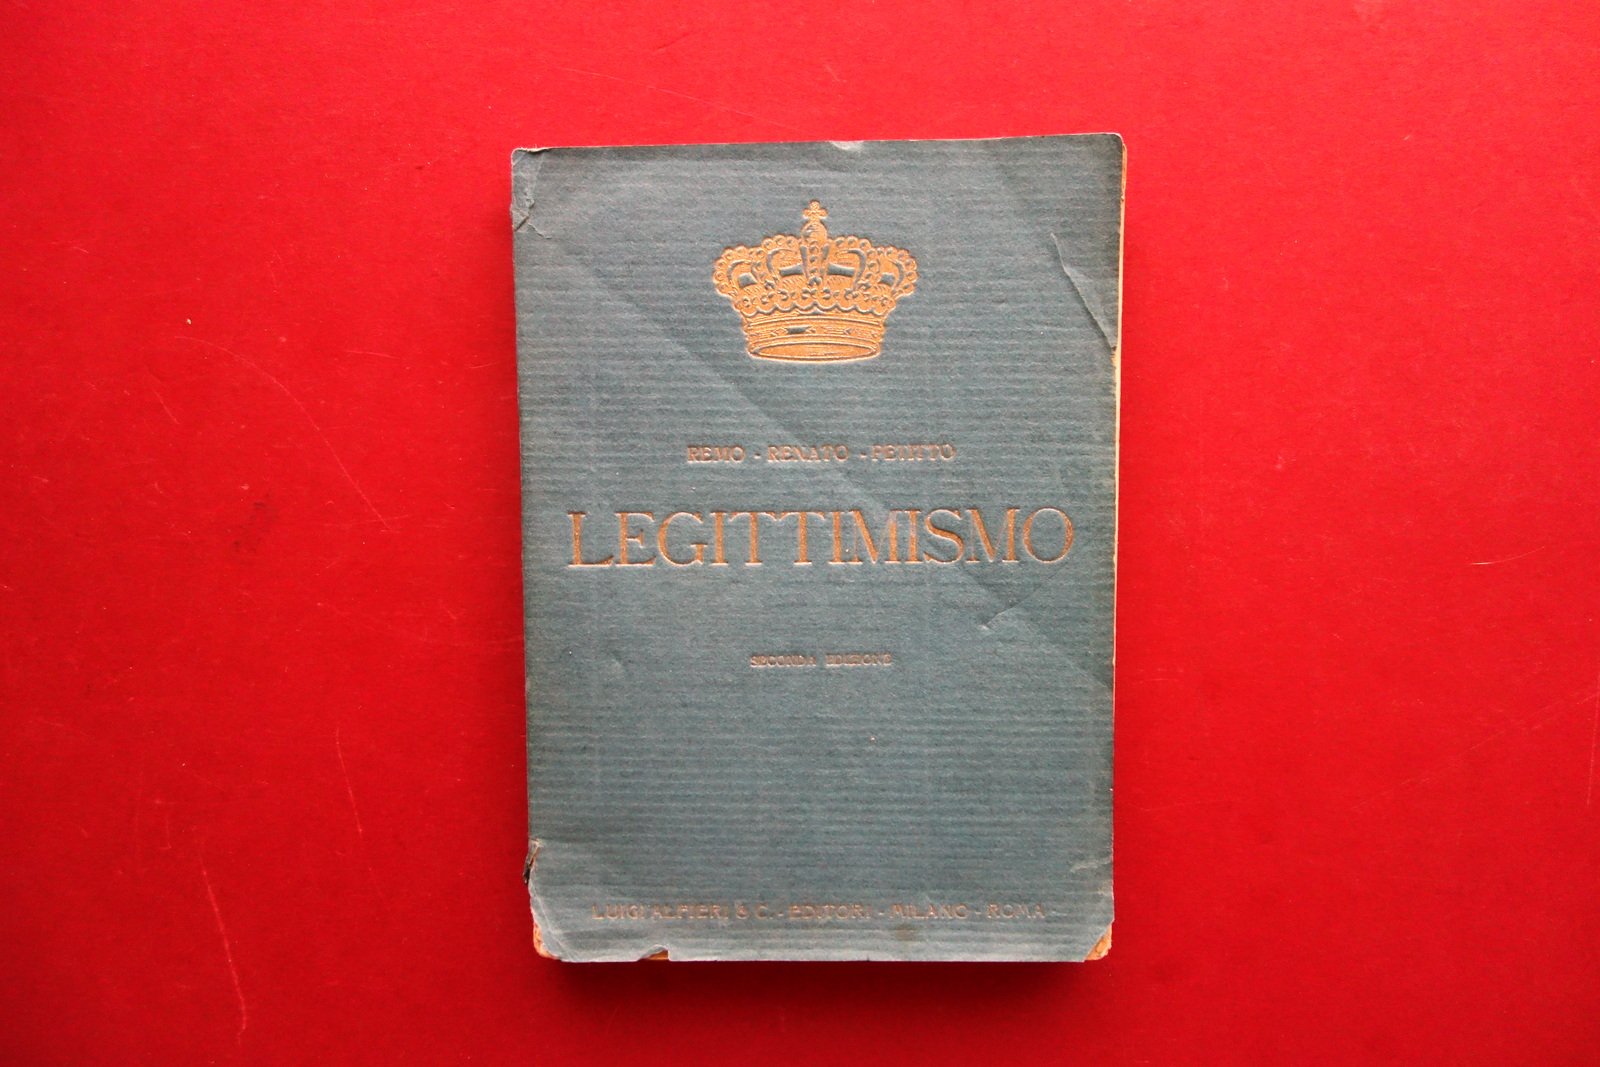 REMO - RENATO - PETITTO
LEGITTIMISMO
SECONDA EDIZIONE
LUIGI ALFIERI & C. - EDITORI - MILANO - ROMA